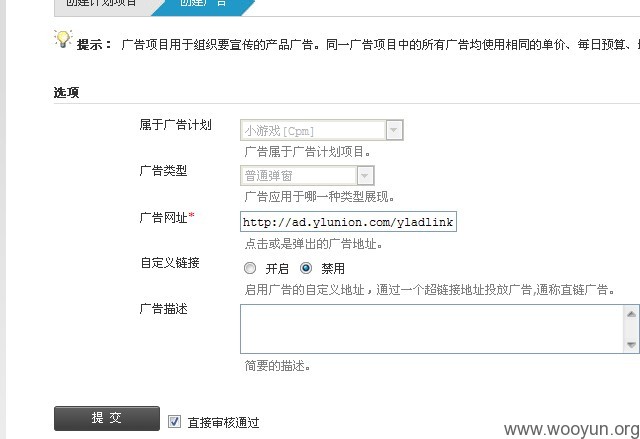 创建计划项目 创建广告
提示： 广告项目用于组织要宣传的产品广告。同一广告项目中的所有广告均使用相同的单价、每日预算、
选项
属于广告计划 小游戏[Cpm]
广告属于广告计划项目。
广告类型 普通弹窗
广告应用于哪一种类型展现。
广告网址* http://ad.ylunion.com/yladlink
点击或是弹出的广告地址。
自定义链接 开启 禁用
启用广告的自定义地址，通过一个超链接地址投放广告,通称直链广告。
广告描述
简要的描述。
提 交 直接审核通过
www.wooyun.org